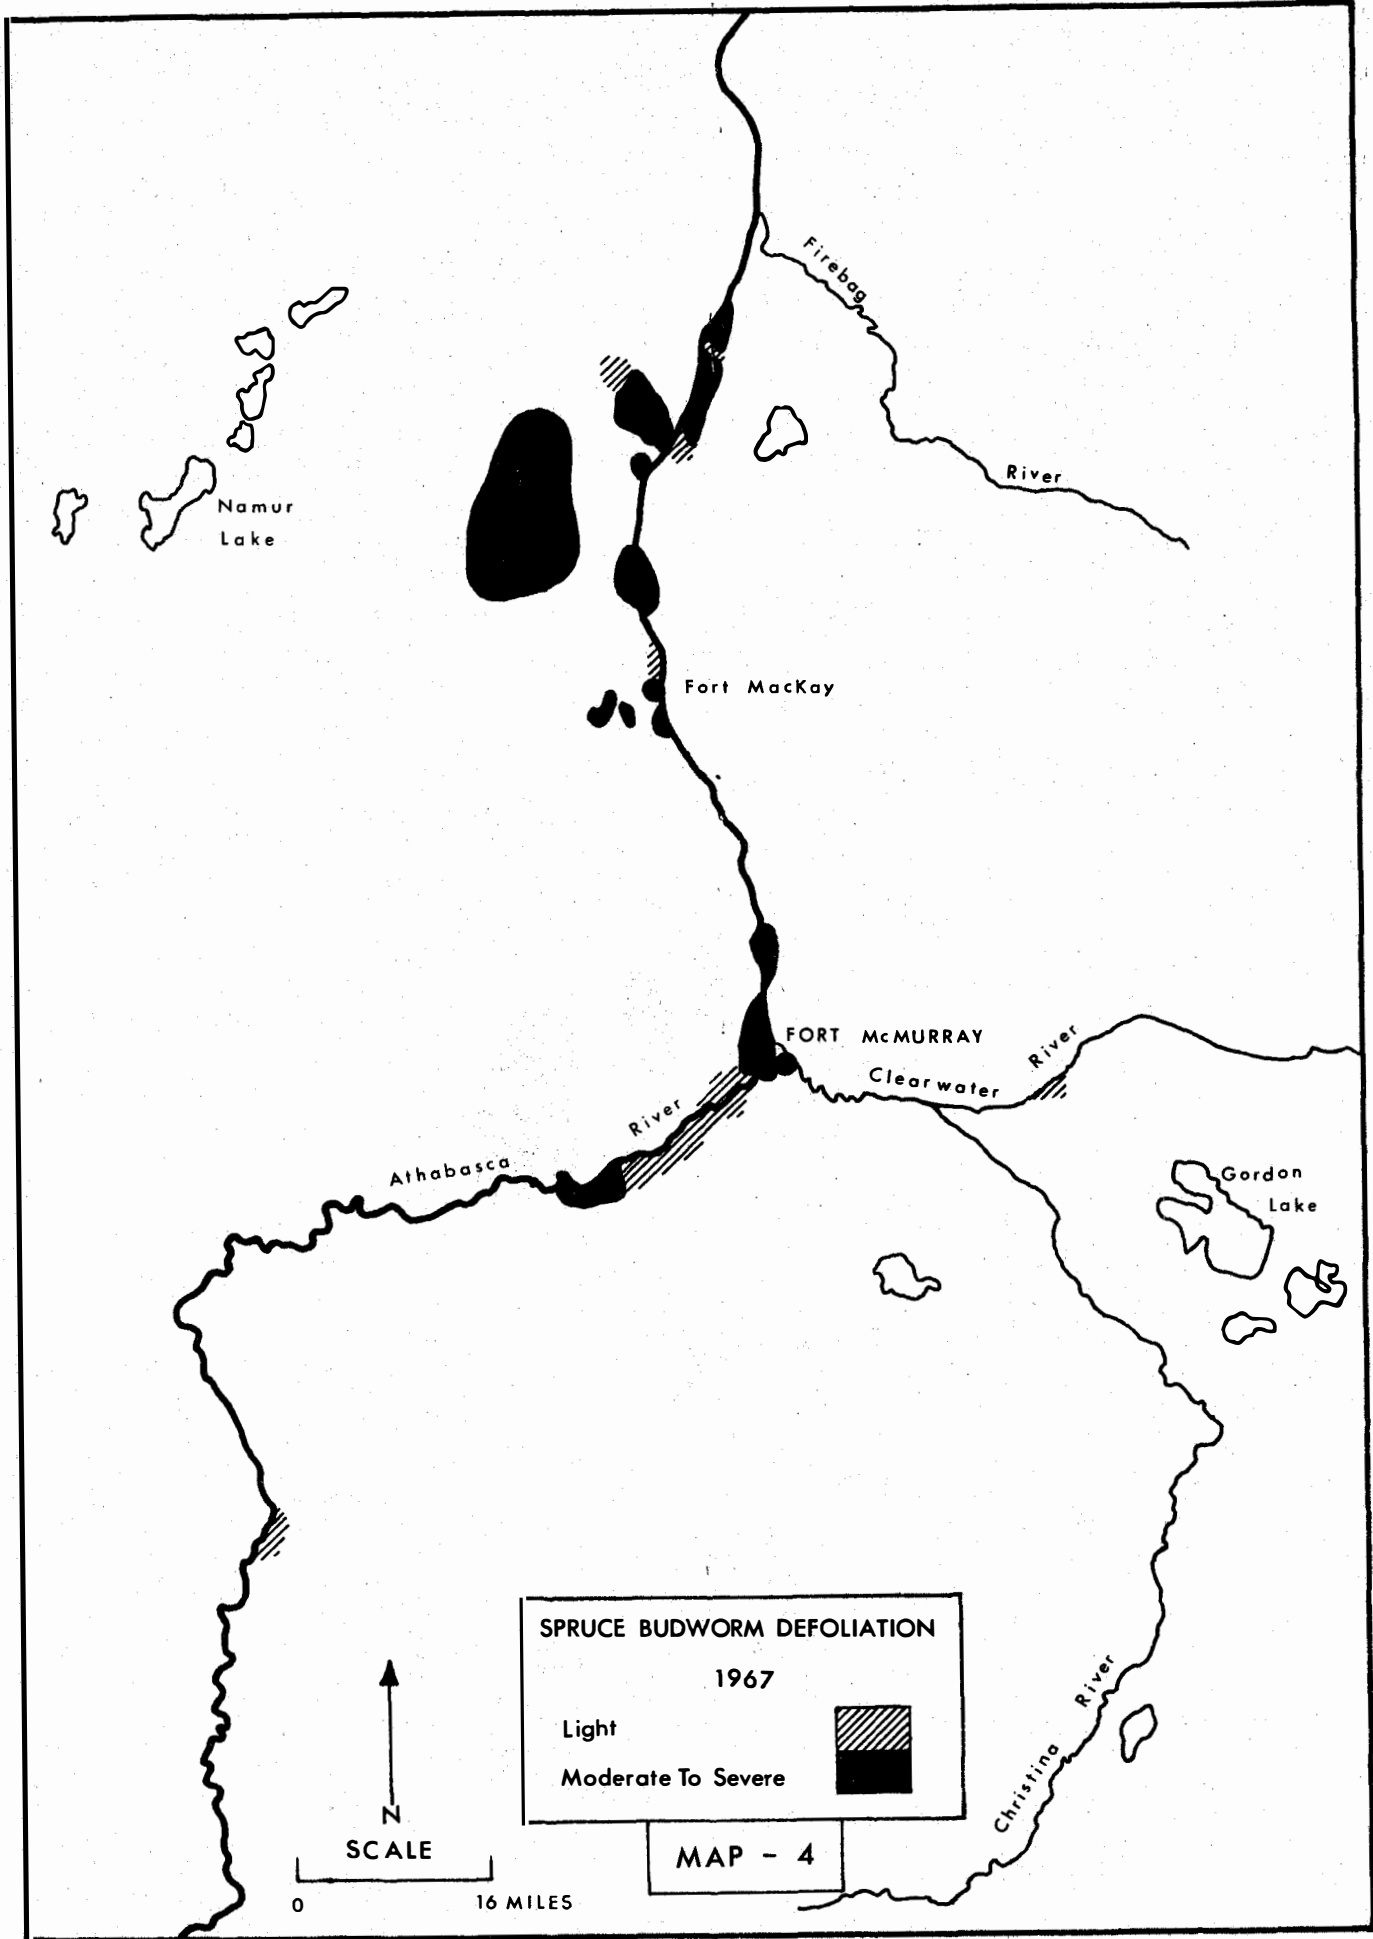 Firebag
River
Namur
Lake
Fort MacKay
FORT McMURRAY
Clearwater River
Athabasca River
Gordon
Lake
Christina River
SPRUCE BUDWORM DEFOLIATION
1967
Light
Moderate To Severe
N
SCALE
0 16 MILES
MAP - 4